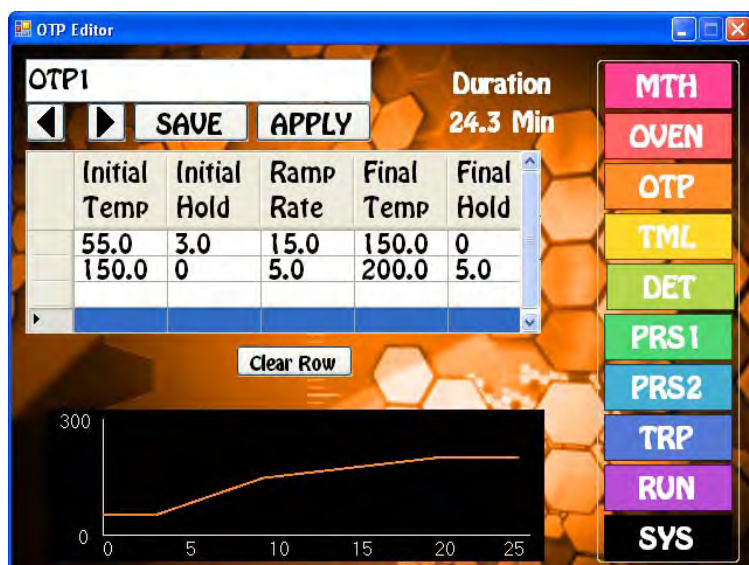 OTP Editor
OTP1
Duration
24.3 Min
SAVE APPLY
Initial Temp Initial Hold Ramp Rate Final Temp Final Hold
55.0 3.0 15.0 150.0 0
150.0 0 5.0 200.0 5.0
Clear Row
300
0
0 5 10 15 20 25
MTH
OVEN
OTP
TML
DET
PRS1
PRS2
TRP
RUN
SYS